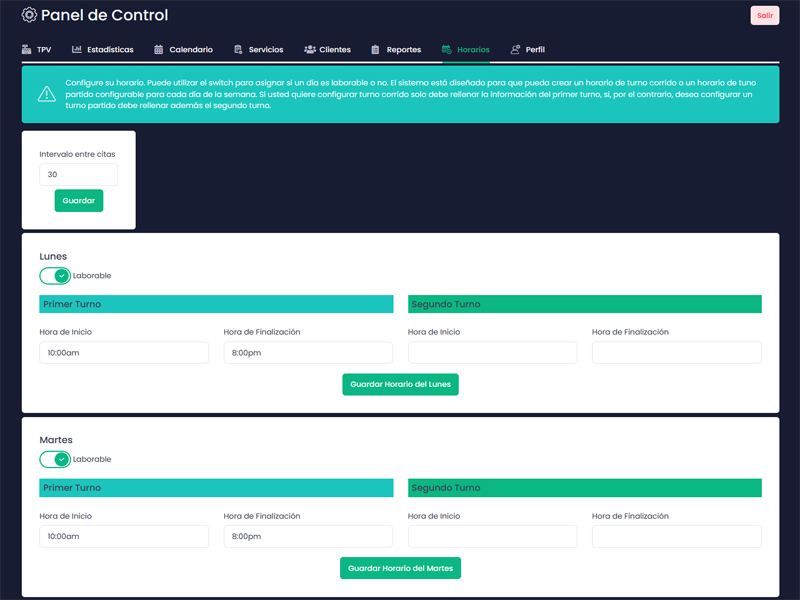 Panel de Control
Salir
TPV Estadísticas Calendario Servicios Clientes Reportes Horarios Perfil
Configure su horario. Puede utilizar el switch para asignar si un día es laborable o no. El sistema está diseñado para que pueda crear un horario de turno corrido o un horario de tuno
partido configurable para cada día de la semana. Si usted quiere configurar turno corrido solo debe rellenar la información del primer turno, si, por el contrario, desea configurar un
turno partido debe rellenar además el segundo turno.
Intervalo entre citas
30
Guardar
Lunes
Laborable
Primer Turno Segundo Turno
Hora de Inicio Hora de Finalización Hora de Inicio Hora de Finalización
10:00am 8:00pm
Guardar Horario del Lunes
Martes
Laborable
Primer Turno Segundo Turno
Hora de Inicio Hora de Finalización Hora de Inicio Hora de Finalización
10:00am 8:00pm
Guardar Horario del Martes